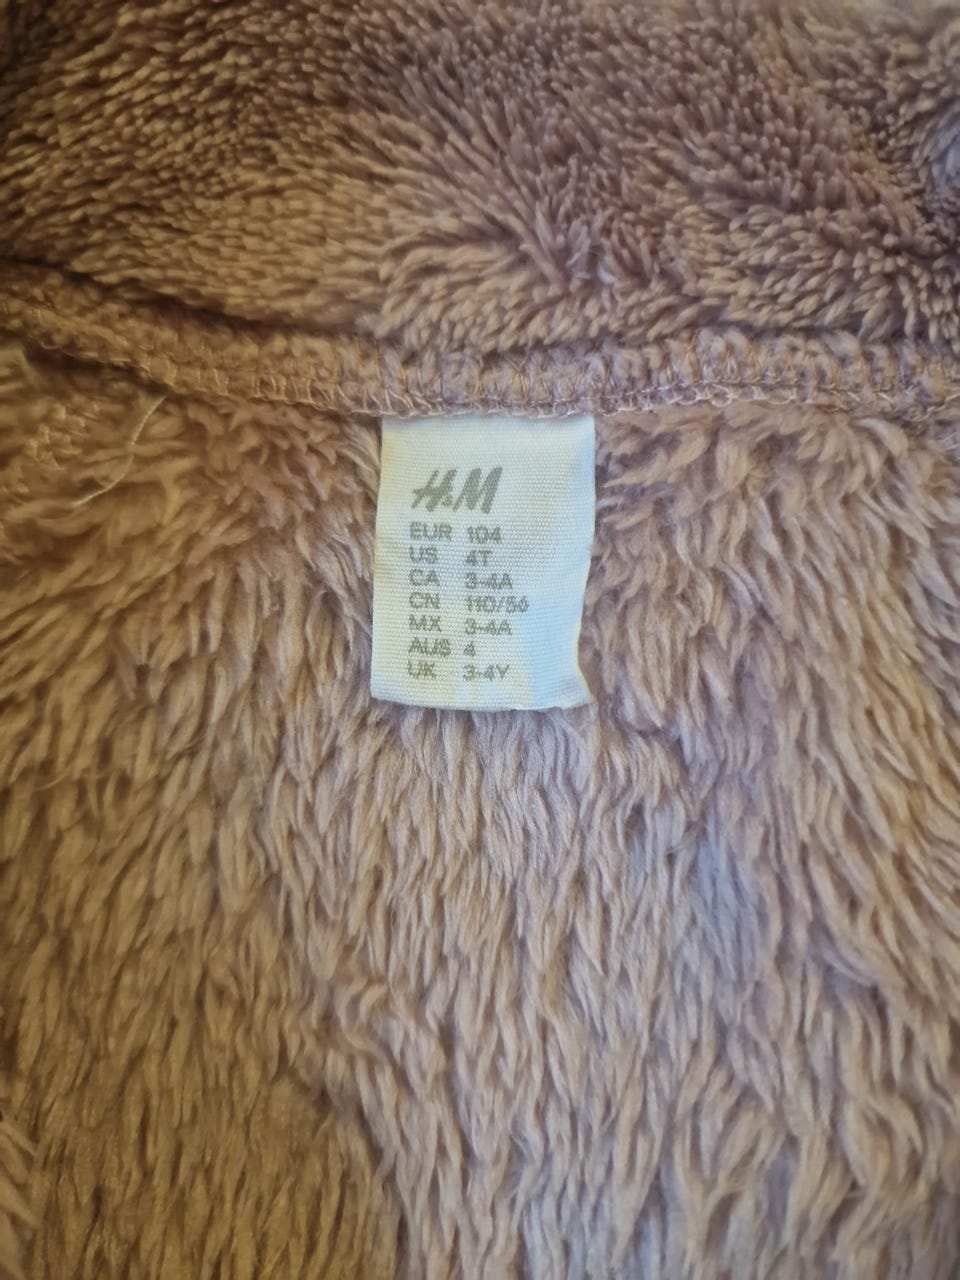 H&M
EUR 104
US 4T
CA 3-4A
CN 110/56
MX 3-4A
AUS 4
UK 3-4Y